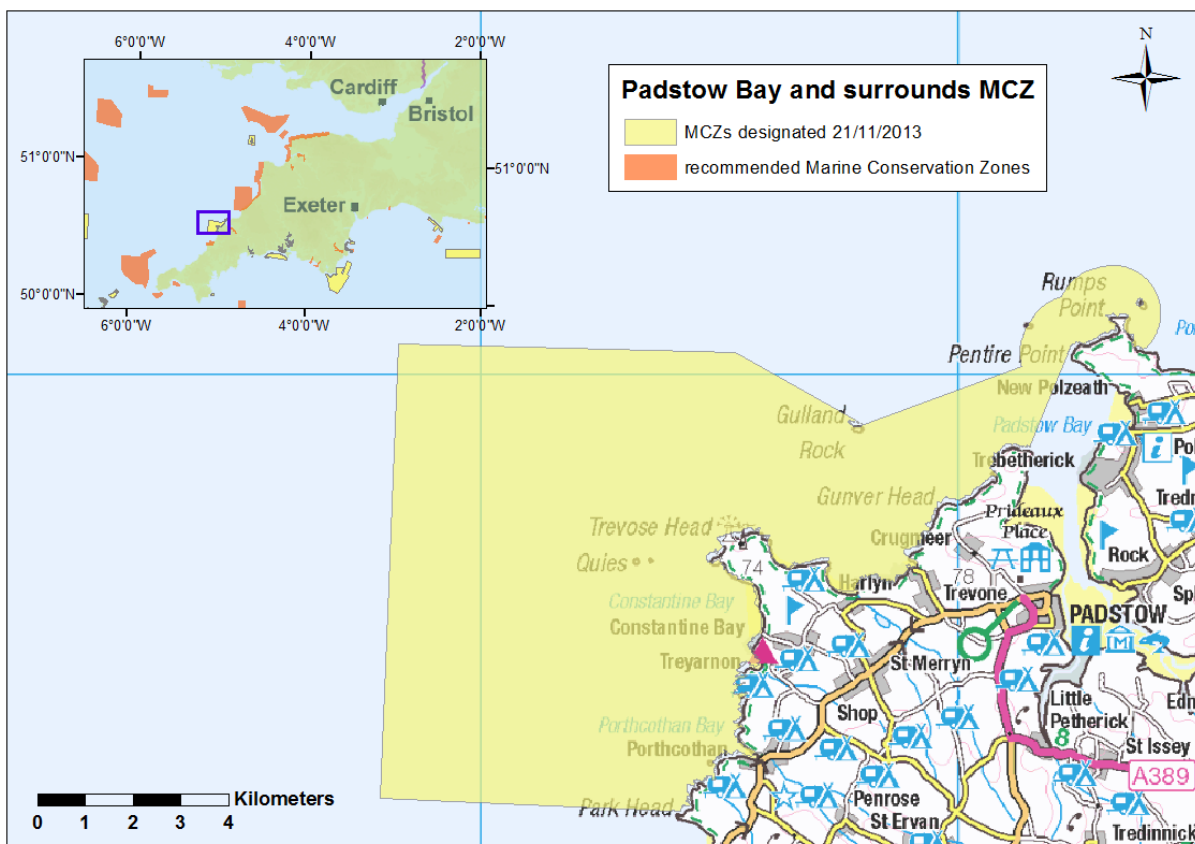 6°0'0"W
4°0'0"W
2°0'0"W
Cardiff
Bristol
51°0'0"N
51°0'0"N
Exeter
50°0'0"N
6°0'0"W
4°0'0"W
2°0'0"W
N
Padstow Bay and surrounds MCZ
MCZs designated 21/11/2013
recommended Marine Conservation Zones
Rumps
Point
Pentire Point
New Polzeath
Gulland
Rock
Padstow Bay
Trebetherick
Gunver Head
Prideaux
Place
Trevose Head
Crugmeer
Rock
Quies
74
Harlyn
78
Trevone
Constantine Bay
Constantine Bay
PADSTOW
i
M
Treyarnon
St Merryn
Shop
Little
Petherick
8
Porthcothan Bay
Porthcothan
St Issey
A389
Park Head
Penrose
St Ervan
Tredinnick
Kilometers
0 1 2 3 4